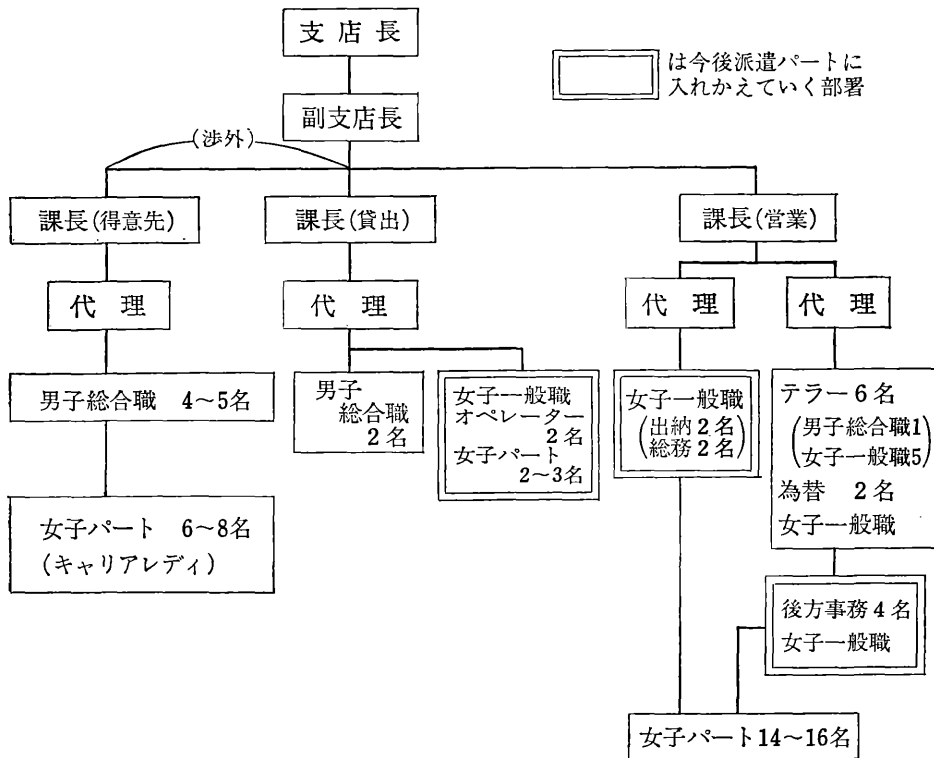 支店長
は今後派遣パートに
入れかえていく部署
副支店長
(渉外)
課長(得意先)
課長(貸出)
課長(営業)
代理
代理
代理
代理
男子総合職 4~5名
男子
総合職
2名
女子一般職
オペレーター
2名
女子パート
2~3名
女子一般職
(出納2名
総務2名)
テラー6名
(男子総合職1
女子一般職5)
為替 2名
女子一般職
女子パート 6~8名
(キャリアレディ)
後方事務4名
女子一般職
女子パート14~16名